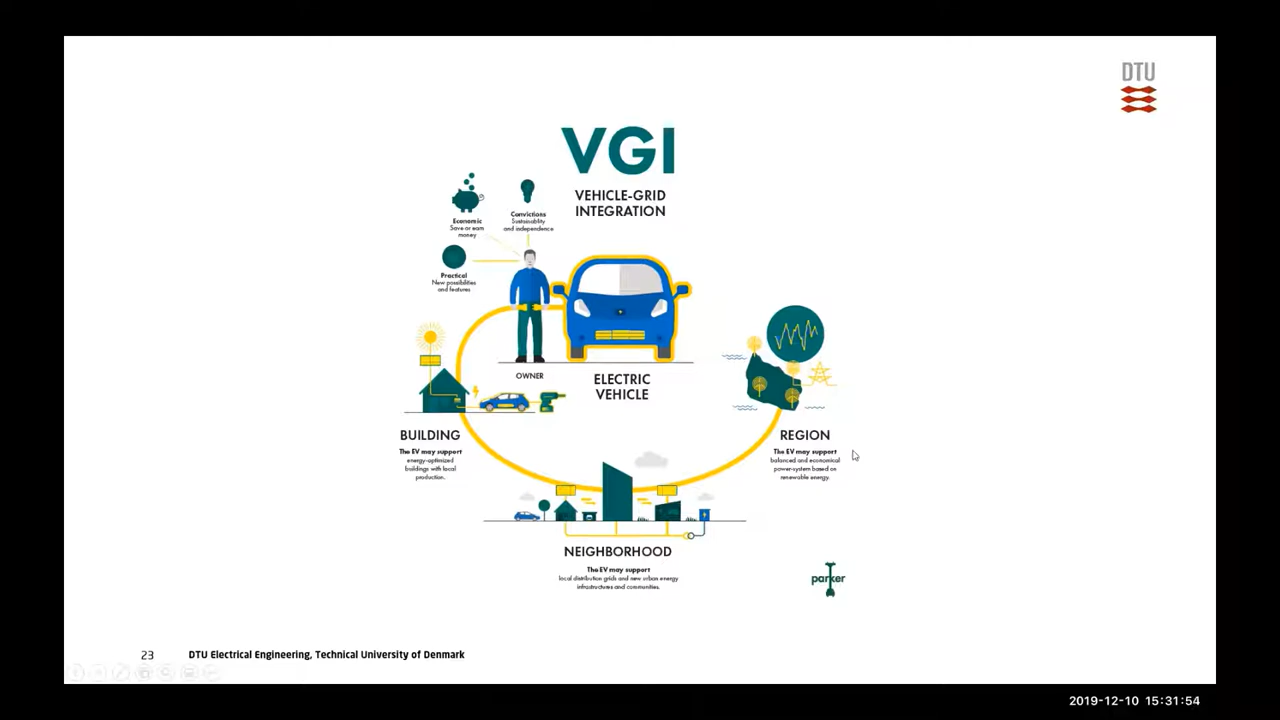 DTU
VGI
VEHICLE-GRID
INTEGRATION
Economic
Save or earn
money
Convictions
Sustainablity
and independence
Practical
New possibilities
and features
OWNER
ELECTRIC
VEHICLE
BUILDING
The EV may support
energy-optimized
buildings with local
production.
REGION
The EV may support
balanced and economical
power-system based on
renewable energy.
NEIGHBORHOOD
The EV may support
local distribution grids and new urban energy
infrastructures and communities.
parker
23
DTU Electrical Engineering, Technical University of Denmark
2019-12-10 15:31:54